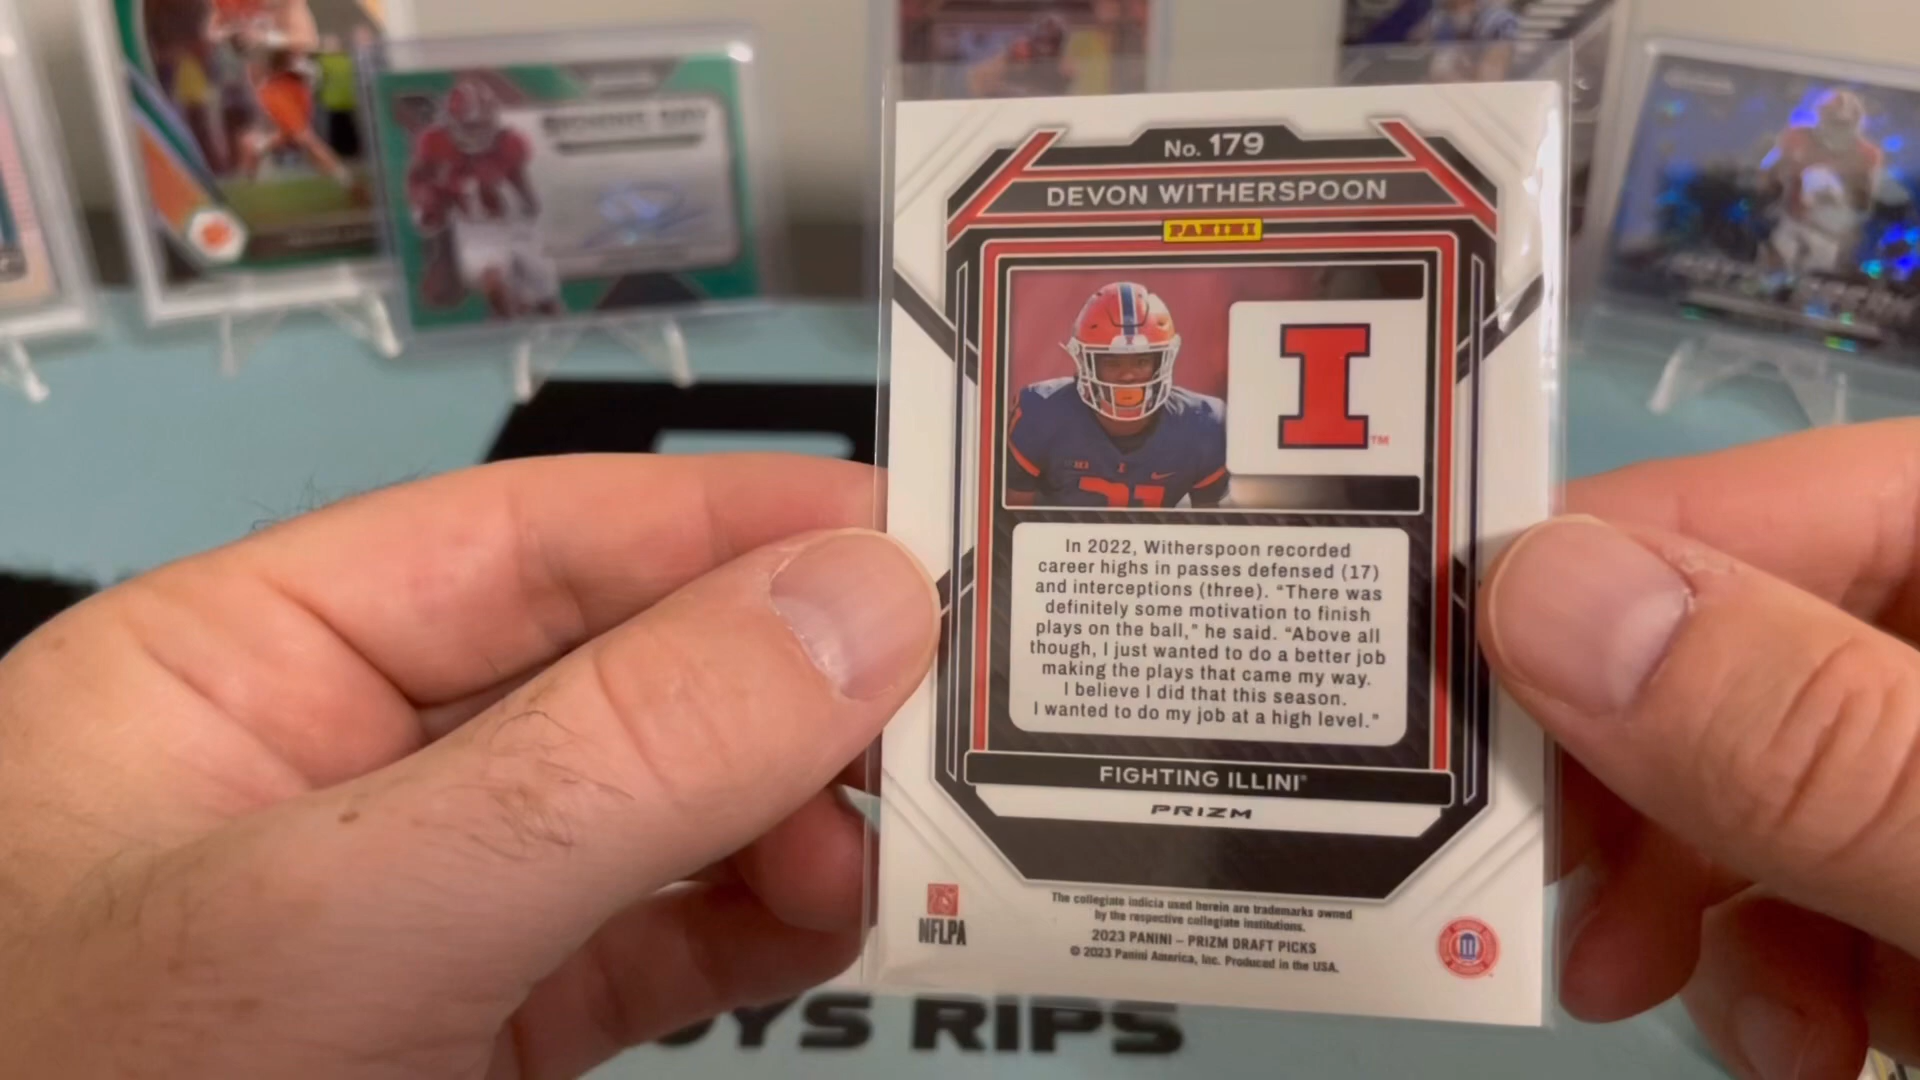 No. 179
DEVON WITHERSPOON
PANINI
I
TM
In 2022, Witherspoon recorded
career highs in passes defensed (17)
and interceptions (three). “There was
definitely some motivation to finish
plays on the ball,” he said. “Above all
though, I just wanted to do a better job
making the plays that came my way.
I believe I did that this season.
I wanted to do my job at a high level.”
FIGHTING ILLINI®
PRIZM
The collegiate indicia used herein are trademarks owned
by the respective collegiate institutions.
2023 PANINI – PRIZM DRAFT PICKS
© 2023 Panini America, Inc. Produced in the USA.
NFLPA
OYS RIPS